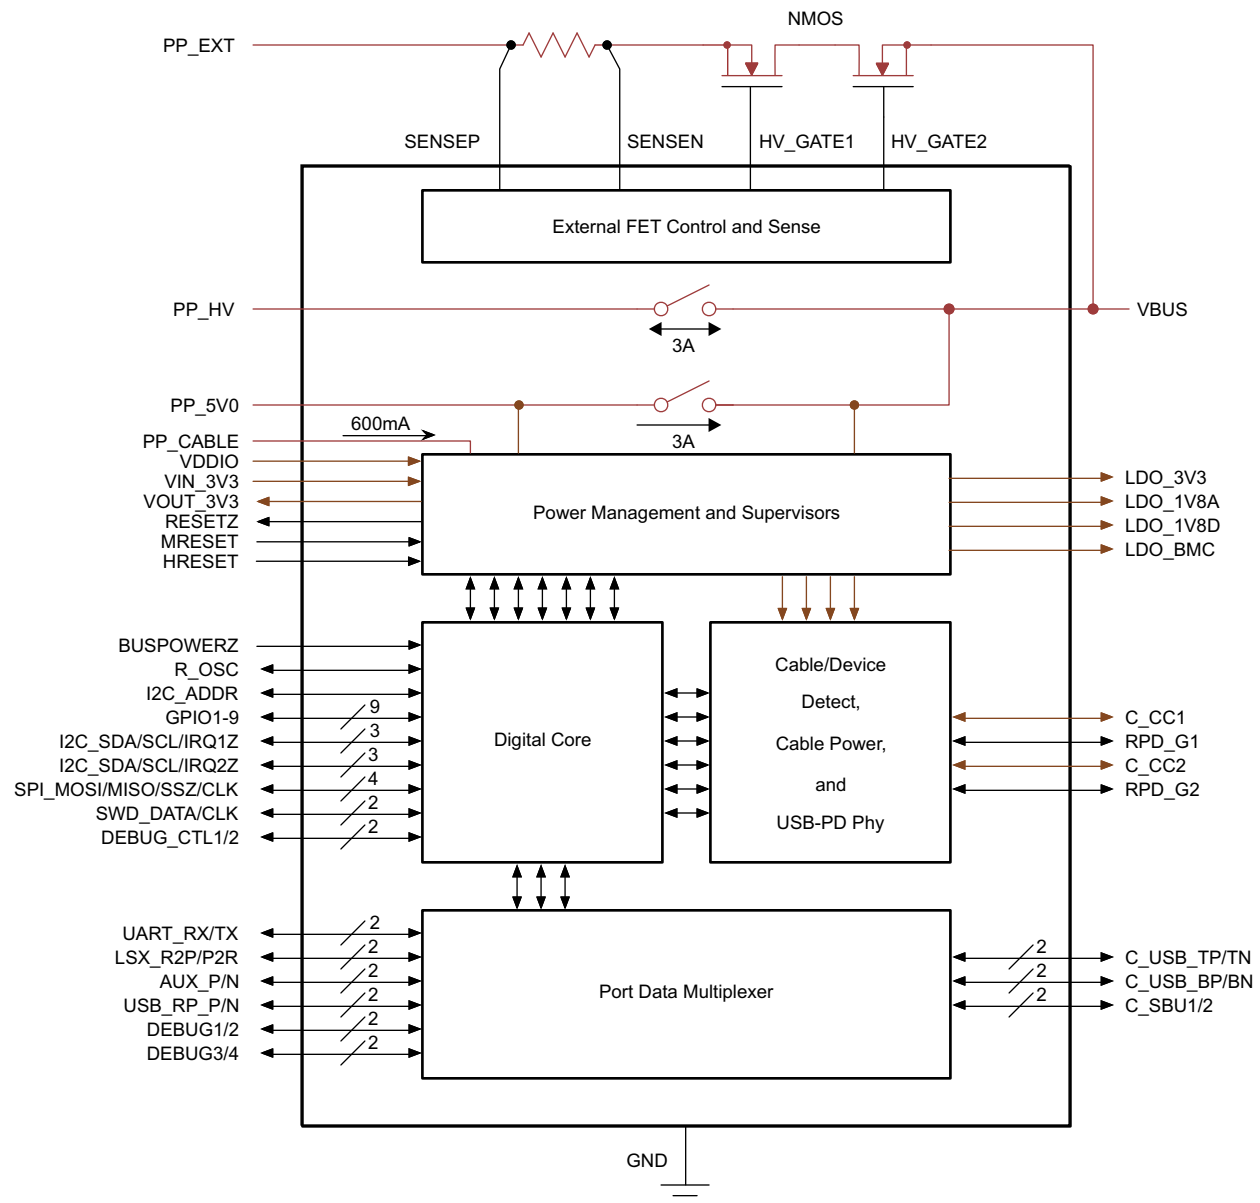 NMOS
PP_EXT
SENSEP
SENSEN
HV_GATE1
HV_GATE2
External FET Control and Sense
PP_HV
3A
VBUS
PP_5V0
600mA
3A
PP_CABLE
VDDIO
VIN_3V3
VOUT_3V3
RESETZ
MRESET
HRESET
Power Management and Supervisors
LDO_3V3
LDO_1V8A
LDO_1V8D
LDO_BMC
BUSPOWERZ
R_OSC
I2C_ADDR
GPIO1-9
9
I2C_SDA/SCL/IRQ1Z
3
I2C_SDA/SCL/IRQ2Z
3
SPI_MOSI/MISO/SSZ/CLK
4
SWD_DATA/CLK
2
DEBUG_CTL1/2
2
Digital Core
Cable/Device
Detect,
Cable Power,
and
USB-PD Phy
C_CC1
RPD_G1
C_CC2
RPD_G2
UART_RX/TX
2
LSX_R2P/P2R
2
AUX_P/N
2
USB_RP_P/N
2
DEBUG1/2
2
DEBUG3/4
2
Port Data Multiplexer
2
C_USB_TP/TN
2
C_USB_BP/BN
2
C_SBU1/2
GND